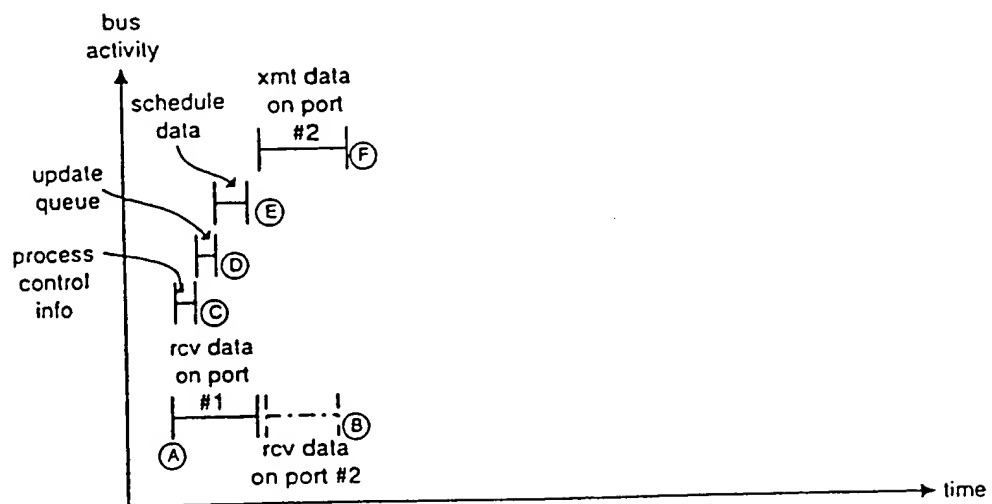 bus
activity
xmt data
on port
#2
F
schedule
data
E
update
queue
D
process
control
info
C
rcv data
on port
#1
A
B
rcv data
on port #2
time